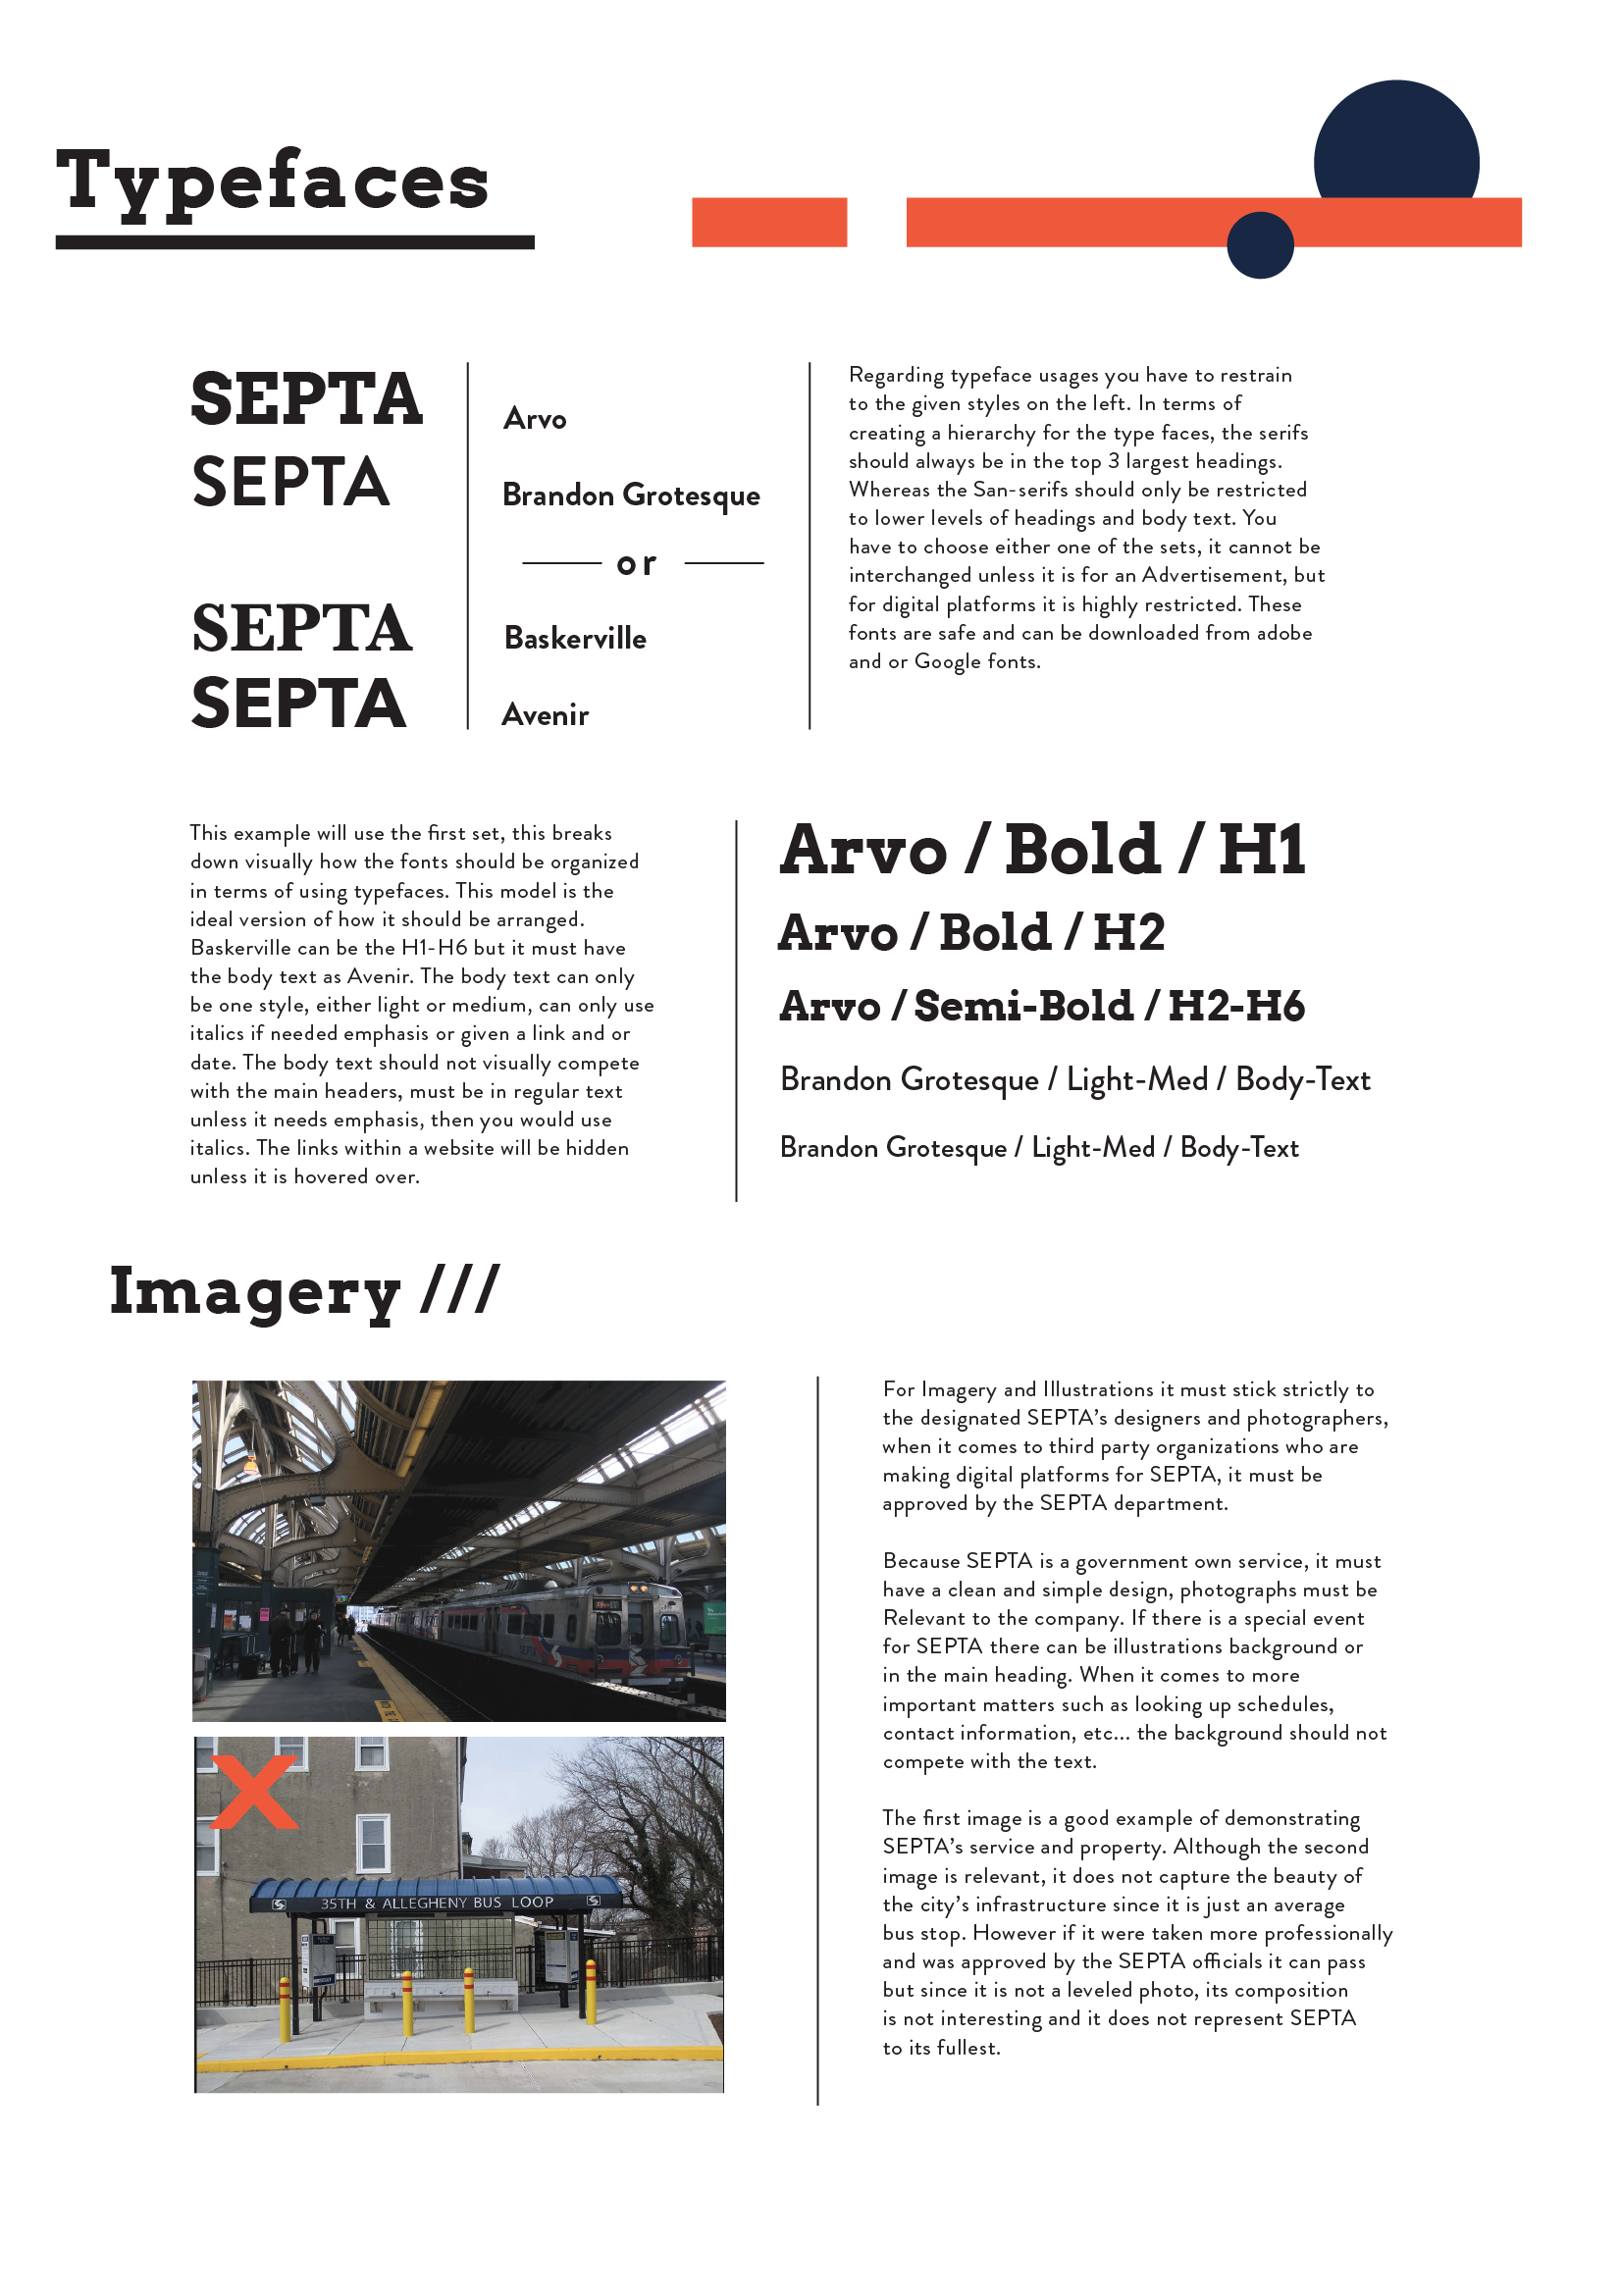 Typefaces
SEPTA
SEPTA
SEPTA
SEPTA
Arvo
Brandon Grotesque
or
Baskerville
Avenir
Regarding typeface usages you have to restrain
to the given styles on the left. In terms of
creating a hierarchy for the type faces, the serifs
should always be in the top 3 largest headings.
Whereas the San-serifs should only be restricted
to lower levels of headings and body text. You
have to choose either one of the sets, it cannot be
interchanged unless it is for an Advertisement, but
for digital platforms it is highly restricted. These
fonts are safe and can be downloaded from adobe
and or Google fonts.
This example will use the first set, this breaks
down visually how the fonts should be organized
in terms of using typefaces. This model is the
ideal version of how it should be arranged.
Baskerville can be the H1-H6 but it must have
the body text as Avenir. The body text can only
be one style, either light or medium, can only use
italics if needed emphasis or given a link and or
date. The body text should not visually compete
with the main headers, must be in regular text
unless it needs emphasis, then you would use
italics. The links within a website will be hidden
unless it is hovered over.
Arvo / Bold / H1
Arvo / Bold / H2
Arvo / Semi-Bold / H2-H6
Brandon Grotesque / Light-Med / Body-Text
Brandon Grotesque / Light-Med / Body-Text
Imagery ///
For Imagery and Illustrations it must stick strictly to
the designated SEPTA's designers and photographers,
when it comes to third party organizations who are
making digital platforms for SEPTA, it must be
approved by the SEPTA department.
Because SEPTA is a government own service, it must
have a clean and simple design, photographs must be
Relevant to the company. If there is a special event
for SEPTA there can be illustrations background or
in the main heading. When it comes to more
important matters such as looking up schedules,
contact information, etc... the background should not
compete with the text.
The first image is a good example of demonstrating
SEPTA's service and property. Although the second
image is relevant, it does not capture the beauty of
the city's infrastructure since it is just an average
bus stop. However if it were taken more professionally
and was approved by the SEPTA officials it can pass
but since it is not a leveled photo, its composition
is not interesting and it does not represent SEPTA
to its fullest.
35TH & ALLEGHENY BUS LOOP